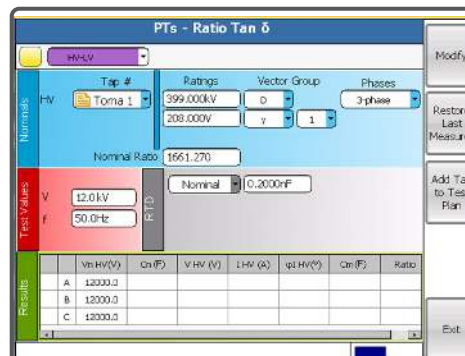 PTs - Ratio Tan δ
HV-LV
Modify
Tap # Ratings Vector Group Phases
Nominals
HV Toma 1 399.000kV D 3-phase
208.000V y 1
Nominal Ratio 1661.270
Restore
Last
Measure
Test Values
V 12.0kV RTD Nominal 0.2000nF
f 50.0Hz
Add Ta
to Test
Plan
Results
Vn HV(V) Cn (F) V HV (V) I HV (A) φI HV(°) Cm (F) Ratio
A 12000.0
B 12000.0
C 12000.0
Exit